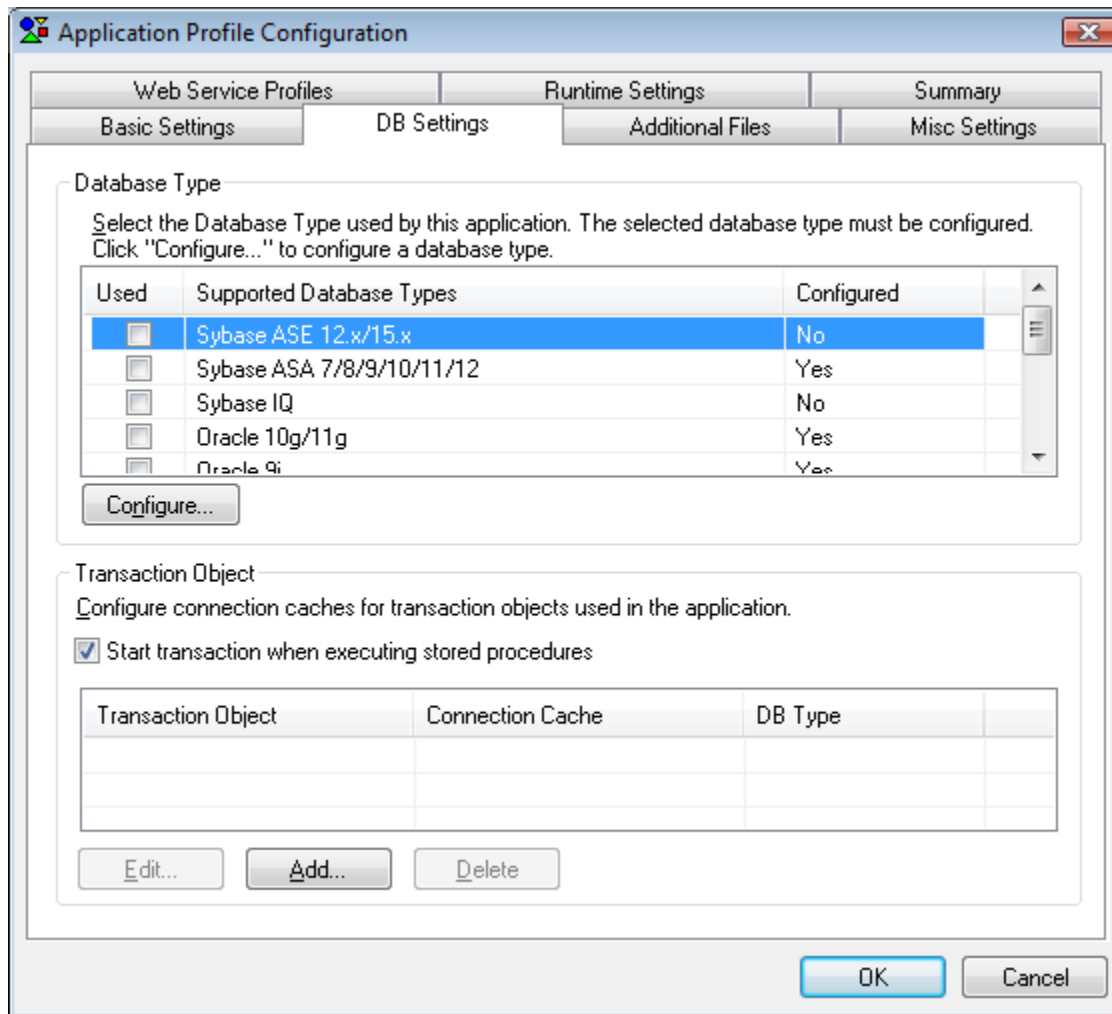 Application Profile Configuration
Web Service Profiles Runtime Settings Summary
Basic Settings DB Settings Additional Files Misc Settings
Database Type
Select the Database Type used by this application. The selected database type must be configured.
Click "Configure..." to configure a database type.
Used Supported Database Types Configured
Sybase ASE 12.x/15.x No
Sybase ASA 7/8/9/10/11/12 Yes
Sybase IQ No
Oracle 10g/11g Yes
Oracle 9i Yes
Configure...
Transaction Object
Configure connection caches for transaction objects used in the application.
Start transaction when executing stored procedures
Transaction Object Connection Cache DB Type
Edit... Add... Delete
OK Cancel